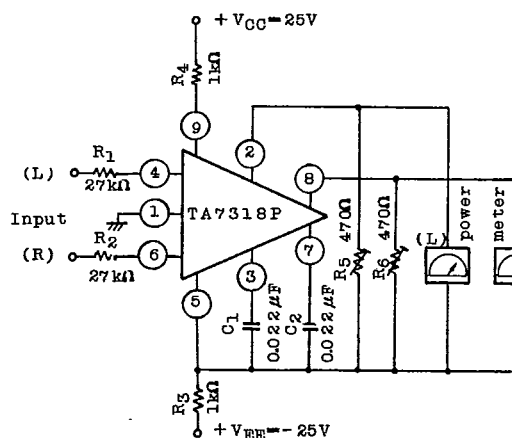 + VCC=25V
R4
1kΩ
9
2
8
R1
(L)
4
27kΩ
Input
1
TA7318P
R2
(R)
6
27kΩ
7
3
5
C1
0.022μF
C2
0.022μF
R5
470Ω
R6
470Ω
(L)
power
meter
R3
1kΩ
+ VEE=-25V